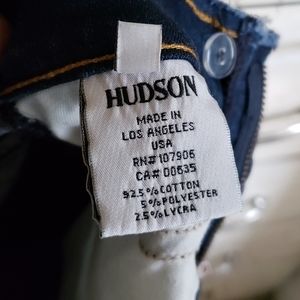 HUDSON
MADE IN
LOS ANGELES
USA
RN# 107906
CA# 00635
92.5% COTTON
5% POLYESTER
2.5% LYCRA